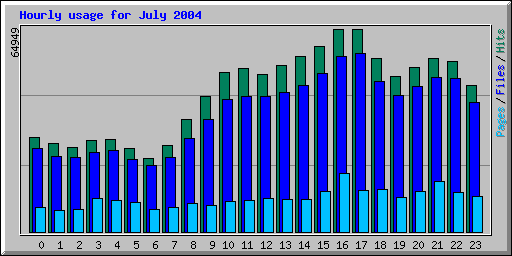 Hourly usage for July 2004
64949
Pages / Files / Hits
0 1 2 3 4 5 6 7 8 9 10 11 12 13 14 15 16 17 18 19 20 21 22 23